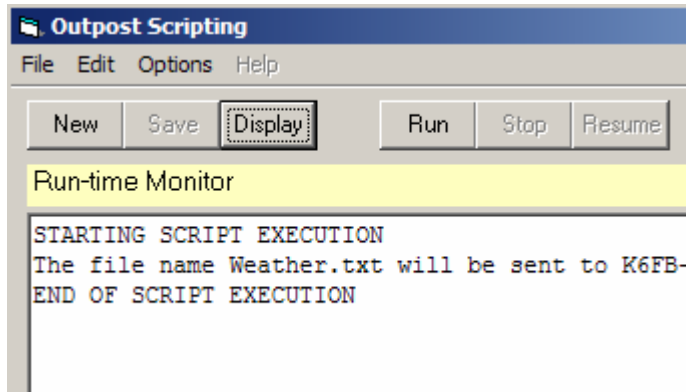 Outpost Scripting
File Edit Options Help
New Save Display Run Stop Resume
Run-time Monitor
STARTING SCRIPT EXECUTION
The file name Weather.txt will be sent to K6FB-
END OF SCRIPT EXECUTION